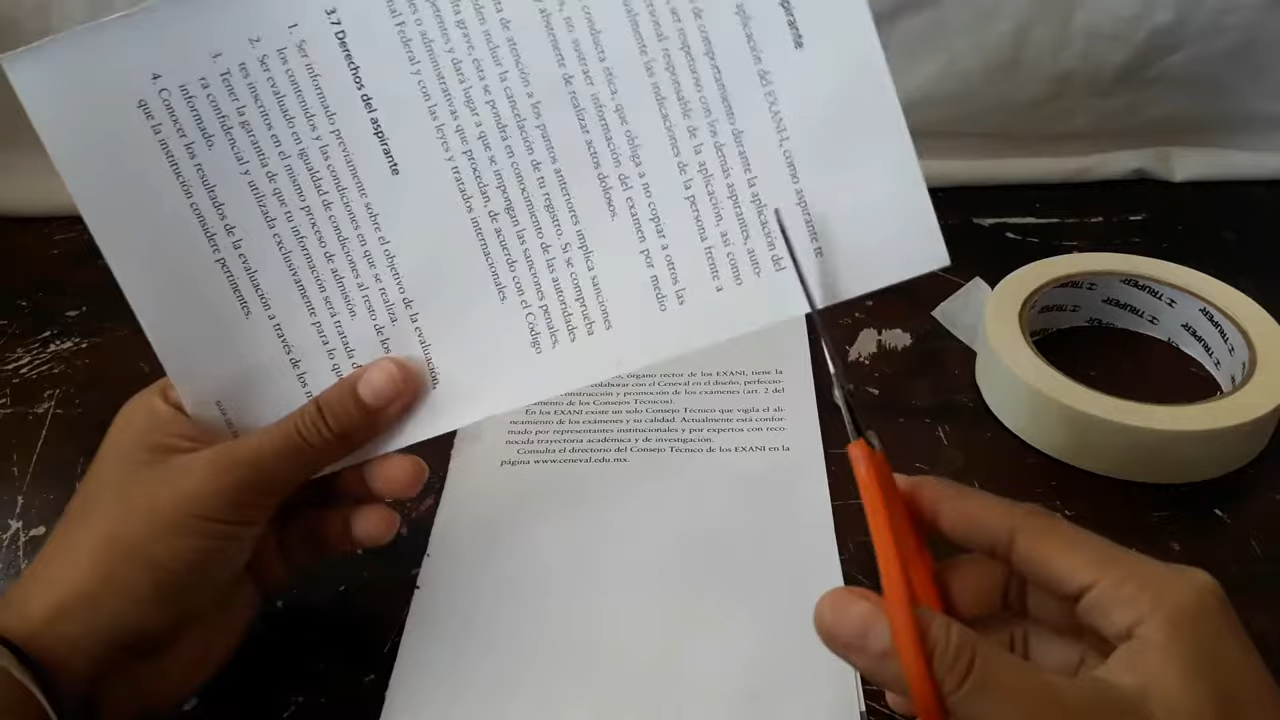 aspirante
aplicación del EXANI-I, como aspirante
de comportamiento durante la aplicación del
ser respetuoso con los demás aspirantes, auto-
responsable de la aplicación, así como
las indicaciones de la persona frente a
conducta ética, que obliga a no copiar a otros las
no sustraer información del examen por medio
y abstenerte de realizar actos dolosos.
de atención a los puntos anteriores implica sanciones
incluir la cancelación de tu registro. Si se comprueba
grave, ésta se pondrá en conocimiento de las autoridades
y dará lugar a que se impongan las sanciones penales,
o administrativas que procedan, de acuerdo con el Código
Federal y con las leyes y tratados internacionales.
3.7 Derechos del aspirante
1. Ser informado previamente sobre el objetivo de la evaluación,
los contenidos y las condiciones en que se realiza.
2. Ser evaluado en igualdad de condiciones al resto de los
tes inscritos en el mismo proceso de admisión.
3. Tener la garantía de que tu información será tratada
ra confidencial y utilizada exclusivamente para lo
informado.
4. Conocer los resultados de la evaluación a través de los
que la institución considere pertinentes.
órgano rector de los EXANI, tiene la
colaborar con el Ceneval en el diseño, perfeccio-
construcción y promoción de los exámenes (art. 2 del
de los Consejos Técnicos).
En los EXANI existe un solo Consejo Técnico que vigila el ali-
neamiento de los exámenes y su calidad. Actualmente está confor-
mado por representantes institucionales y por expertos con reco-
nocida trayectoria académica y de investigación.
Consulta el directorio del Consejo Técnico de los EXANI en la
página www.ceneval.edu.mx.
TRUPER
TRUPER
TRUPER